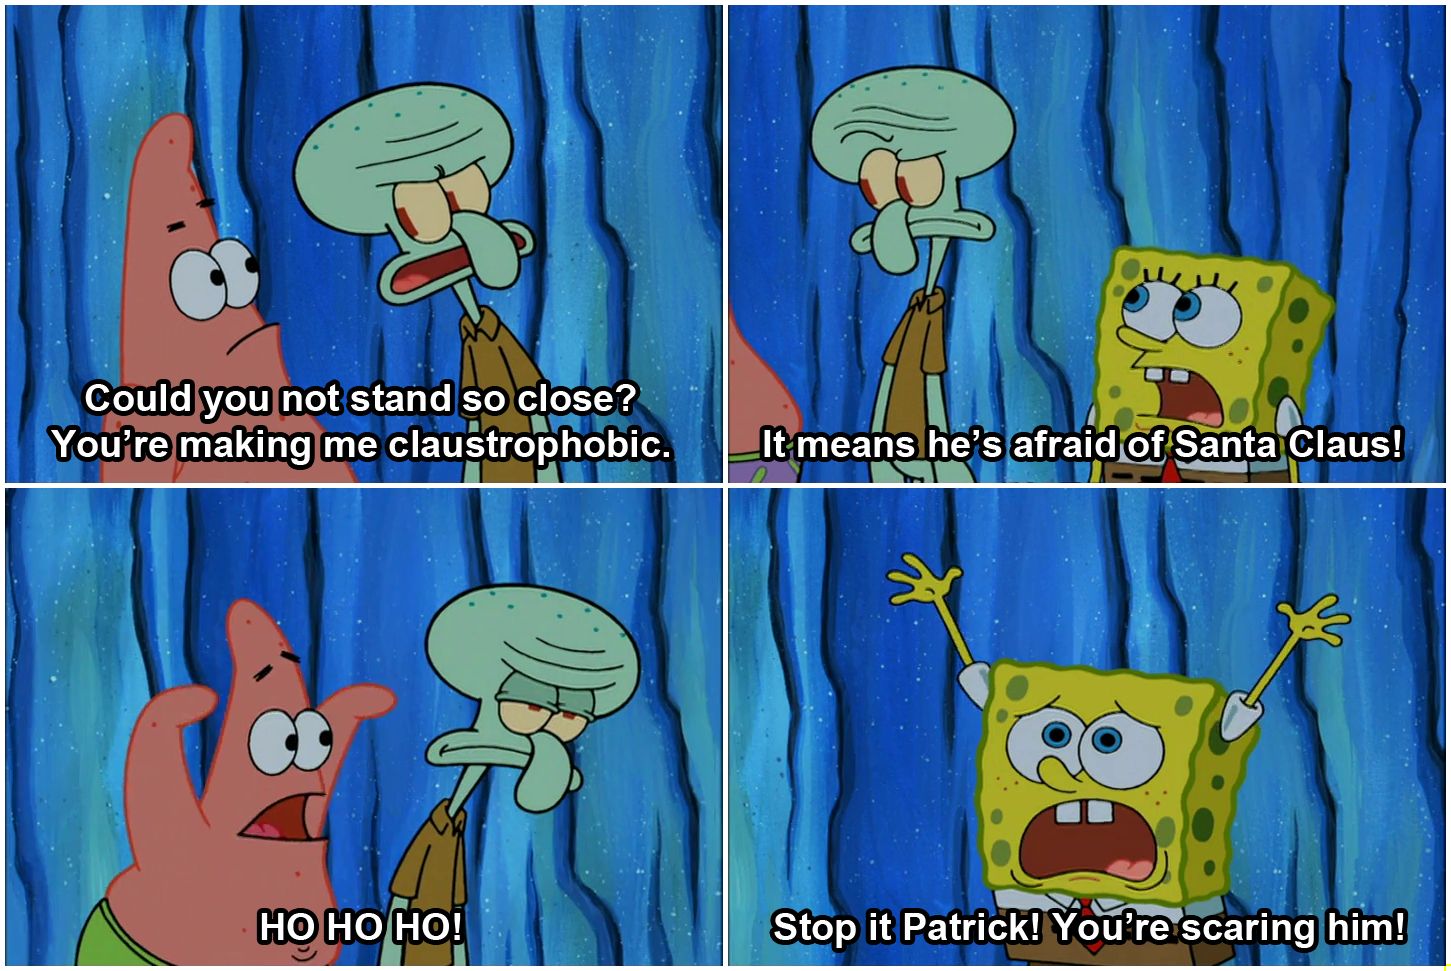 Could you not stand so close?
You’re making me claustrophobic.
It means he’s afraid of Santa Claus!
HO HO HO!
Stop it Patrick! You’re scaring him!